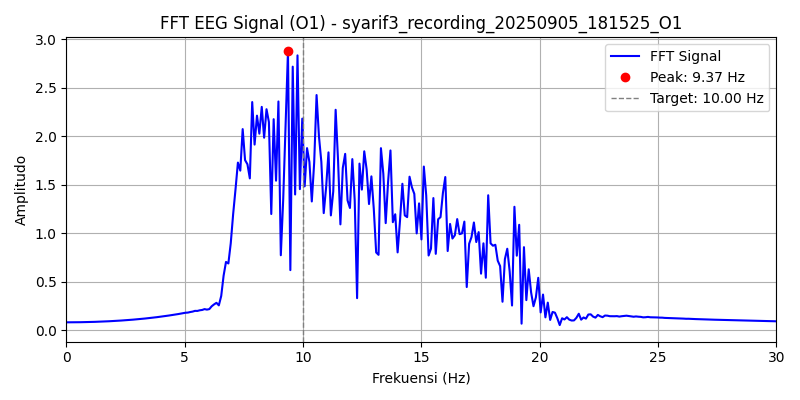 FFT EEG Signal (O1) - syarif3_recording_20250905_181525_O1
Amplitudo
3.0
2.5
2.0
1.5
1.0
0.5
0.0
FFT Signal
Peak: 9.37 Hz
Target: 10.00 Hz
0 5 10 15 20 25 30
Frekuensi (Hz)